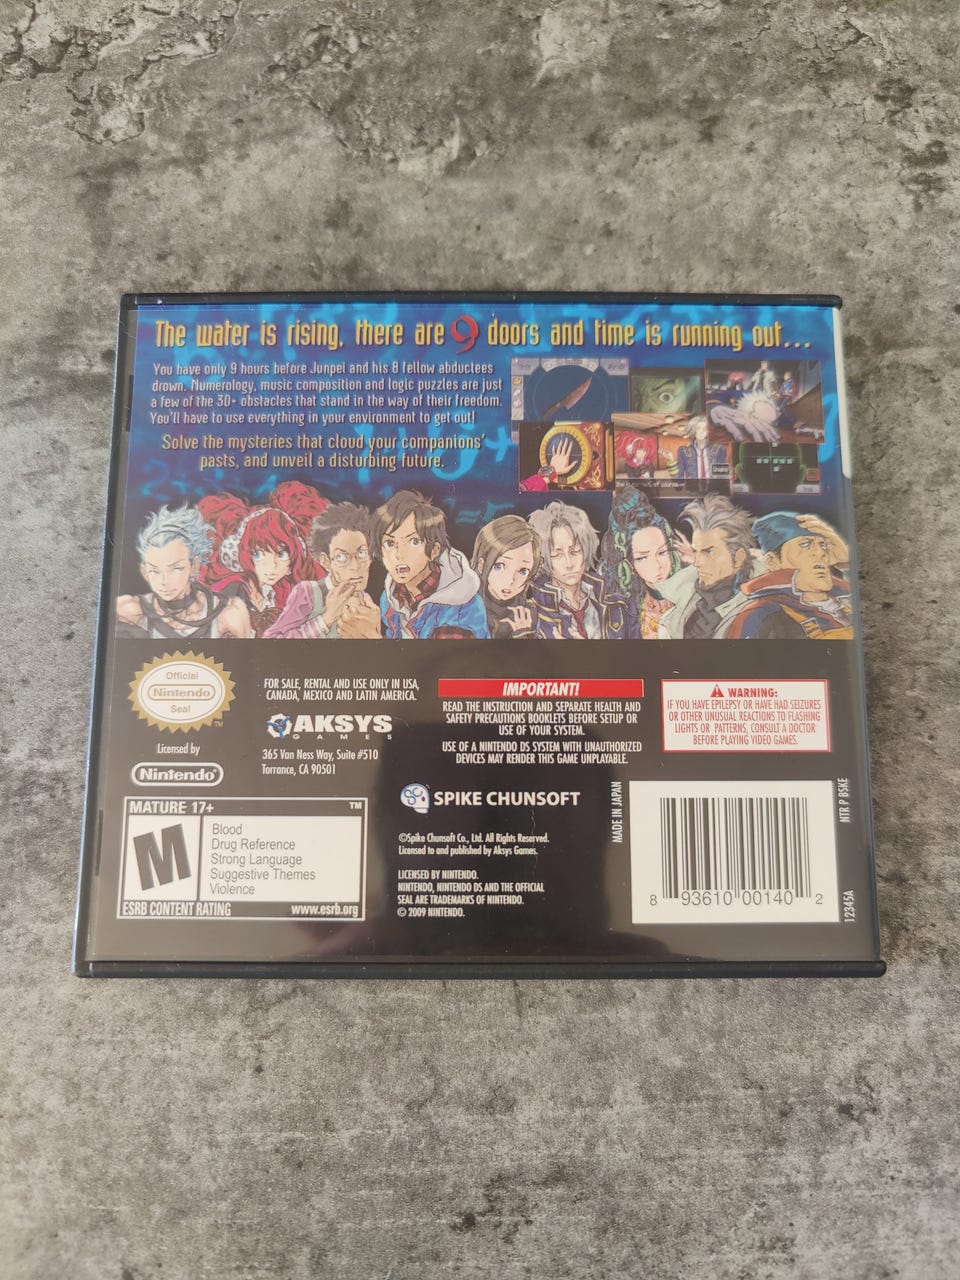 The water is rising, there are 9 doors and time is running out...
You have only 9 hours before Junpei and his 8 fellow abductees
drown. Numerology, music composition and logic puzzles are just
a few of the 30+ obstacles that stand in the way of their freedom.
You'll have to use everything in your environment to get out!
Solve the mysteries that cloud your companions'
pasts, and unveil a disturbing future.
Official
Nintendo
Seal
TM
Licensed by
Nintendo®
FOR SALE, RENTAL AND USE ONLY IN USA,
CANADA, MEXICO AND LATIN AMERICA.
AKSYS
GAMES
365 Van Ness Way, Suite #510
Torrance, CA 90501
IMPORTANT!
READ THE INSTRUCTION AND SEPARATE HEALTH AND
SAFETY PRECAUTIONS BOOKLETS BEFORE SETUP OR
USE OF YOUR SYSTEM.
USE OF A NINTENDO DS SYSTEM WITH UNAUTHORIZED
DEVICES MAY RENDER THIS GAME UNPLAYABLE.
WARNING:
IF YOU HAVE EPILEPSY OR HAVE HAD SEIZURES
OR OTHER UNUSUAL REACTIONS TO FLASHING
LIGHTS OR PATTERNS, CONSULT A DOCTOR
BEFORE PLAYING VIDEO GAMES.
MATURE 17+
TM
M
Blood
Drug Reference
Strong Language
Suggestive Themes
Violence
ESRB CONTENT RATING
www.esrb.org
SPIKE CHUNSOFT
©Spike Chunsoft Co., Ltd. All Rights Reserved.
Licensed to and published by Aksys Games.
LICENSED BY NINTENDO.
NINTENDO, NINTENDO DS AND THE OFFICIAL
SEAL ARE TRADEMARKS OF NINTENDO.
© 2009 NINTENDO.
MADE IN JAPAN
8 93610 00140 2
NTR P BSKE
12345A